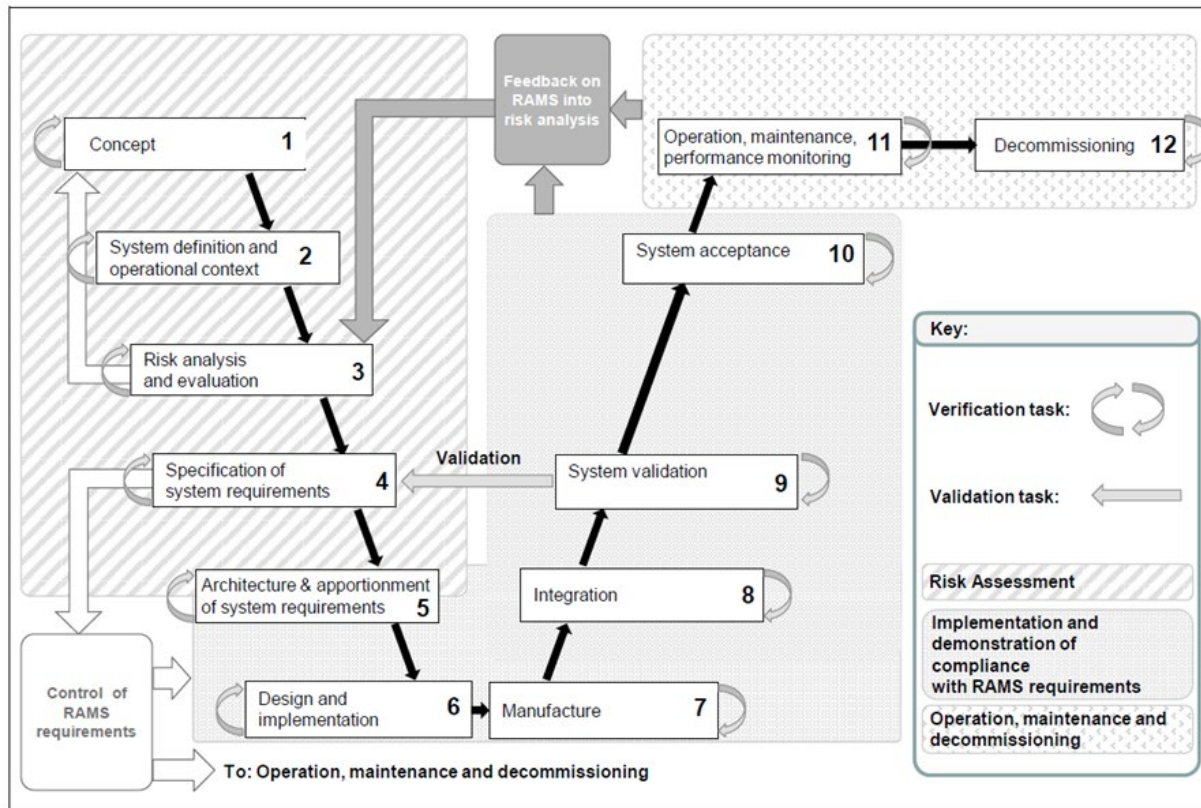 Feedback on
RAMS into
risk analysis
Concept 1
System definition and
operational context 2
Risk analysis
and evaluation 3
Specification of
system requirements 4
Architecture & apportionment
of system requirements 5
Design and
implementation 6
Manufacture 7
Integration 8
System validation 9
Validation
System acceptance 10
Operation, maintenance,
performance monitoring 11
Decommissioning 12
Control of
RAMS
requirements
To: Operation, maintenance and decommissioning
Key:
Verification task:
Validation task:
Risk Assessment
Implementation and
demonstration of
compliance
with RAMS requirements
Operation, maintenance and
decommissioning